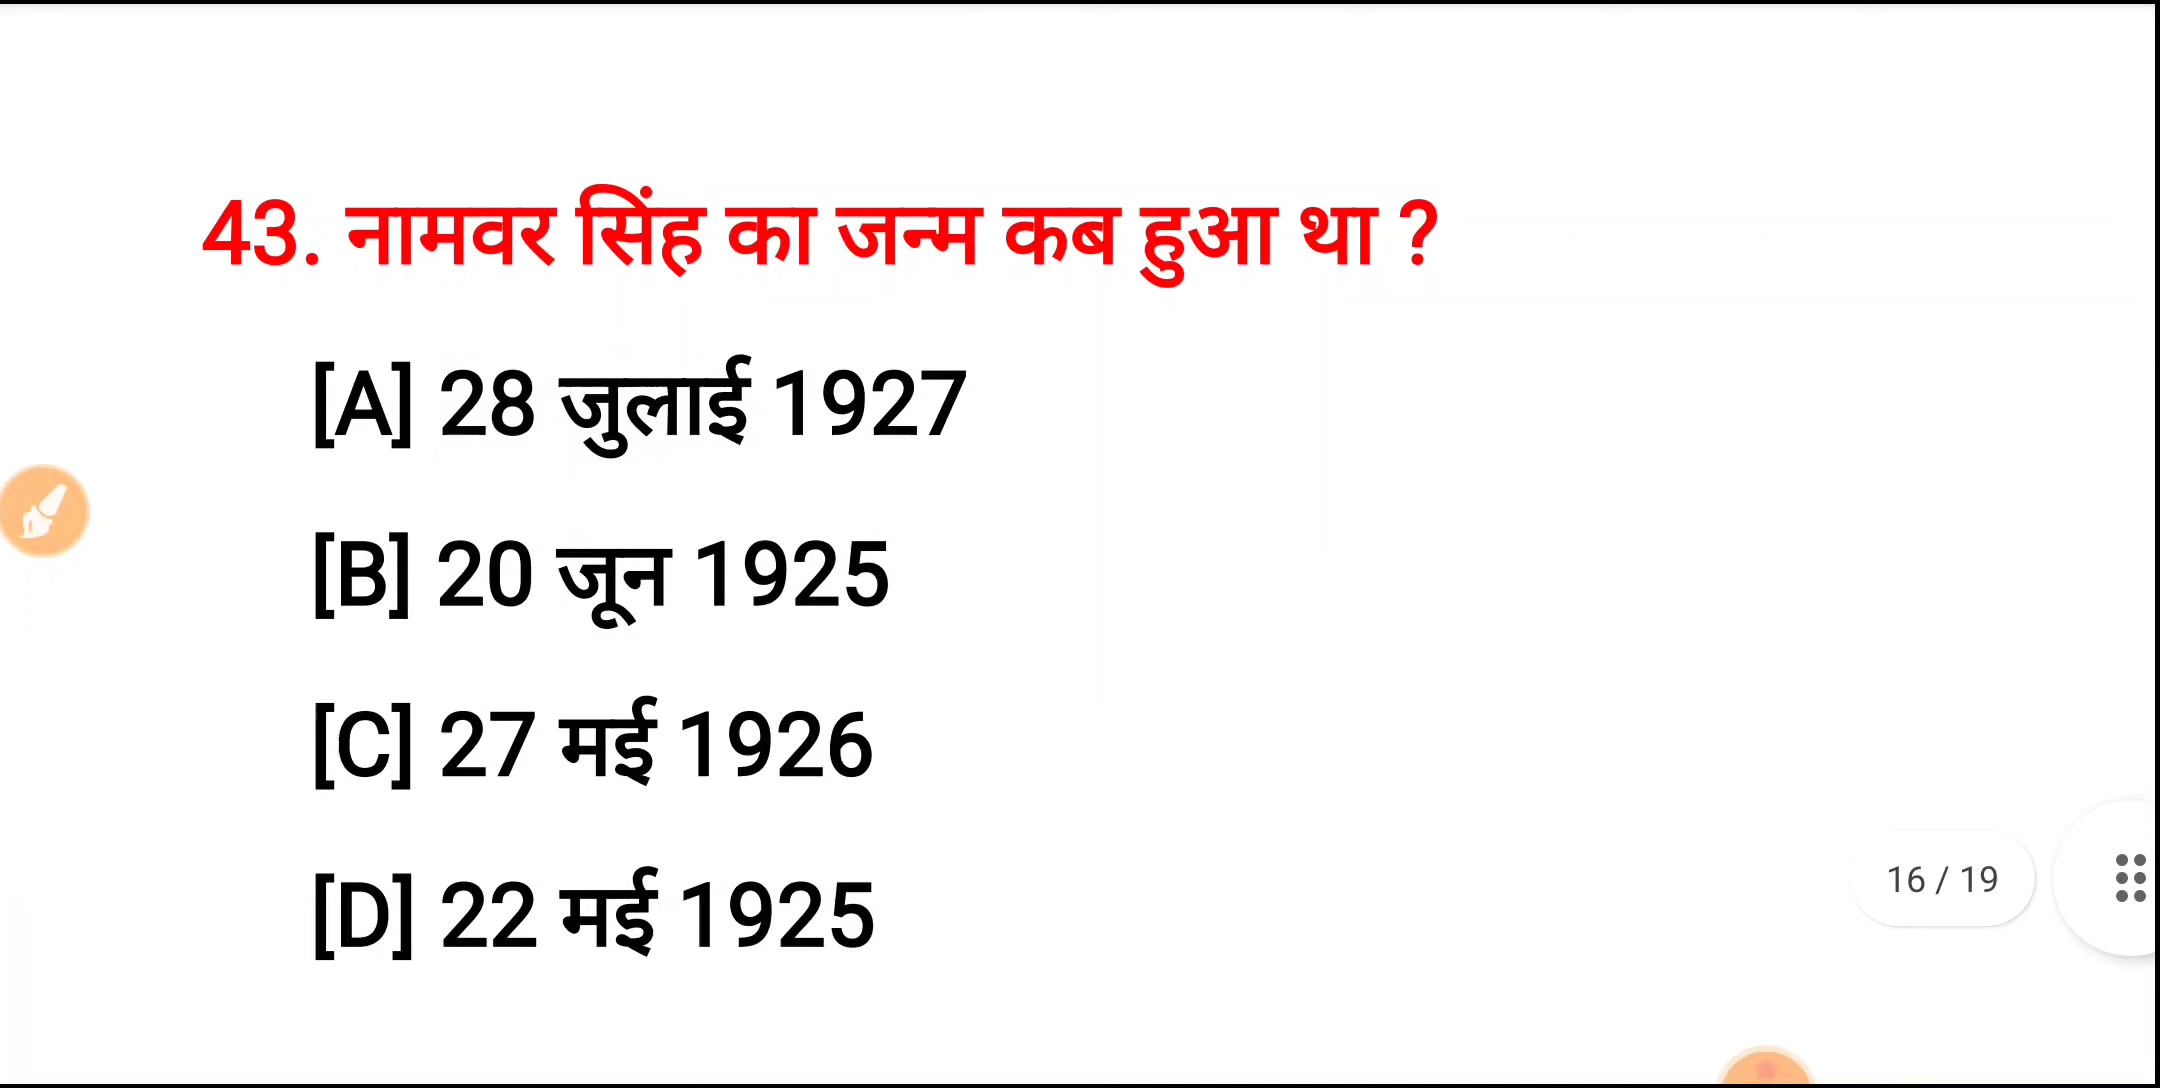 43. नामवर सिंह का जन्म कब हुआ था ?
[A] 28 जुलाई 1927
[B] 20 जून 1925
[C] 27 मई 1926
[D] 22 मई 1925
16 / 19